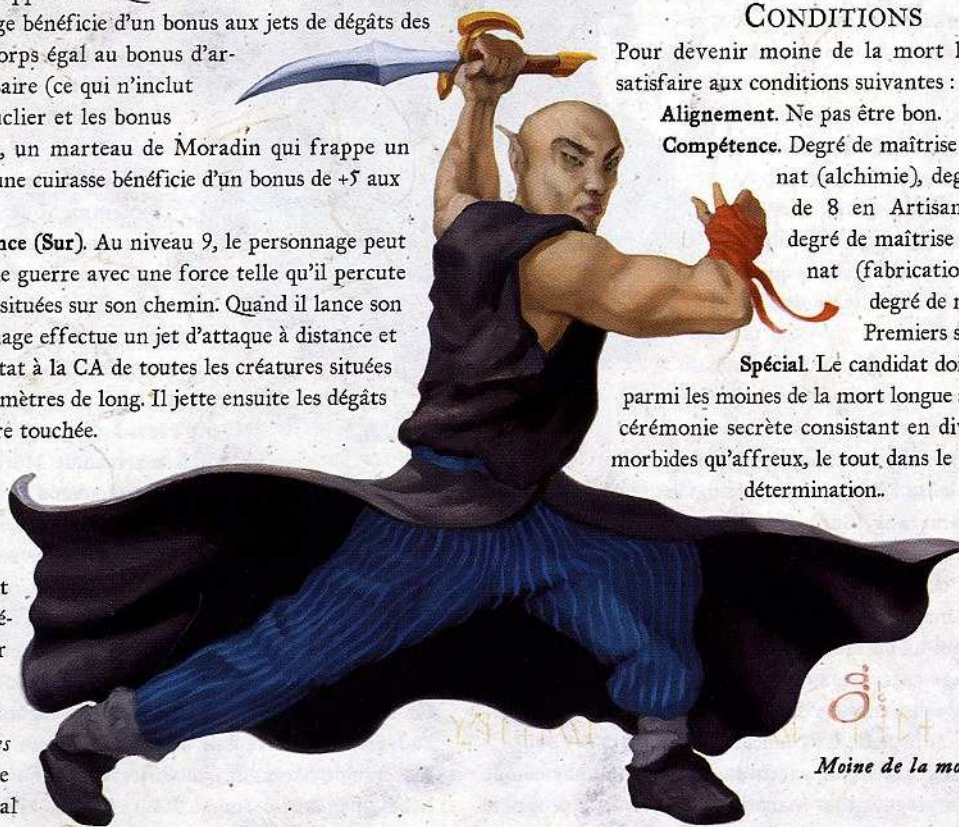 ge bénéficie d'un bonus aux jets de dégâts des
orps égal au bonus d'ar-
saire (ce qui n'inclut
uclier et les bonus
, un marteau de Moradin qui frappe un
une cuirasse bénéficie d'un bonus de +5 aux
nce (Sur). Au niveau 9, le personnage peut
e guerre avec une force telle qu'il percute
situées sur son chemin. Quand il lance son
nage effectue un jet d'attaque à distance et
tat à la CA de toutes les créatures situées
mètres de long. Il jette ensuite les dégâts
re touchée.
t
é-
r
s
e
al
CONDITIONS
Pour devenir moine de la mort l
satisfaire aux conditions suivantes :
Alignement. Ne pas être bon.
Compétence. Degré de maîtrise
nat (alchimie), deg
de 8 en Artisan
degré de maîtrise
nat (fabricatio
degré de m
Premiers s
Spécial. Le candidat doi
parmi les moines de la mort longue
cérémonie secrète consistant en di
morbides qu'affreux, le tout dans le
détermination..
Moine de la mo